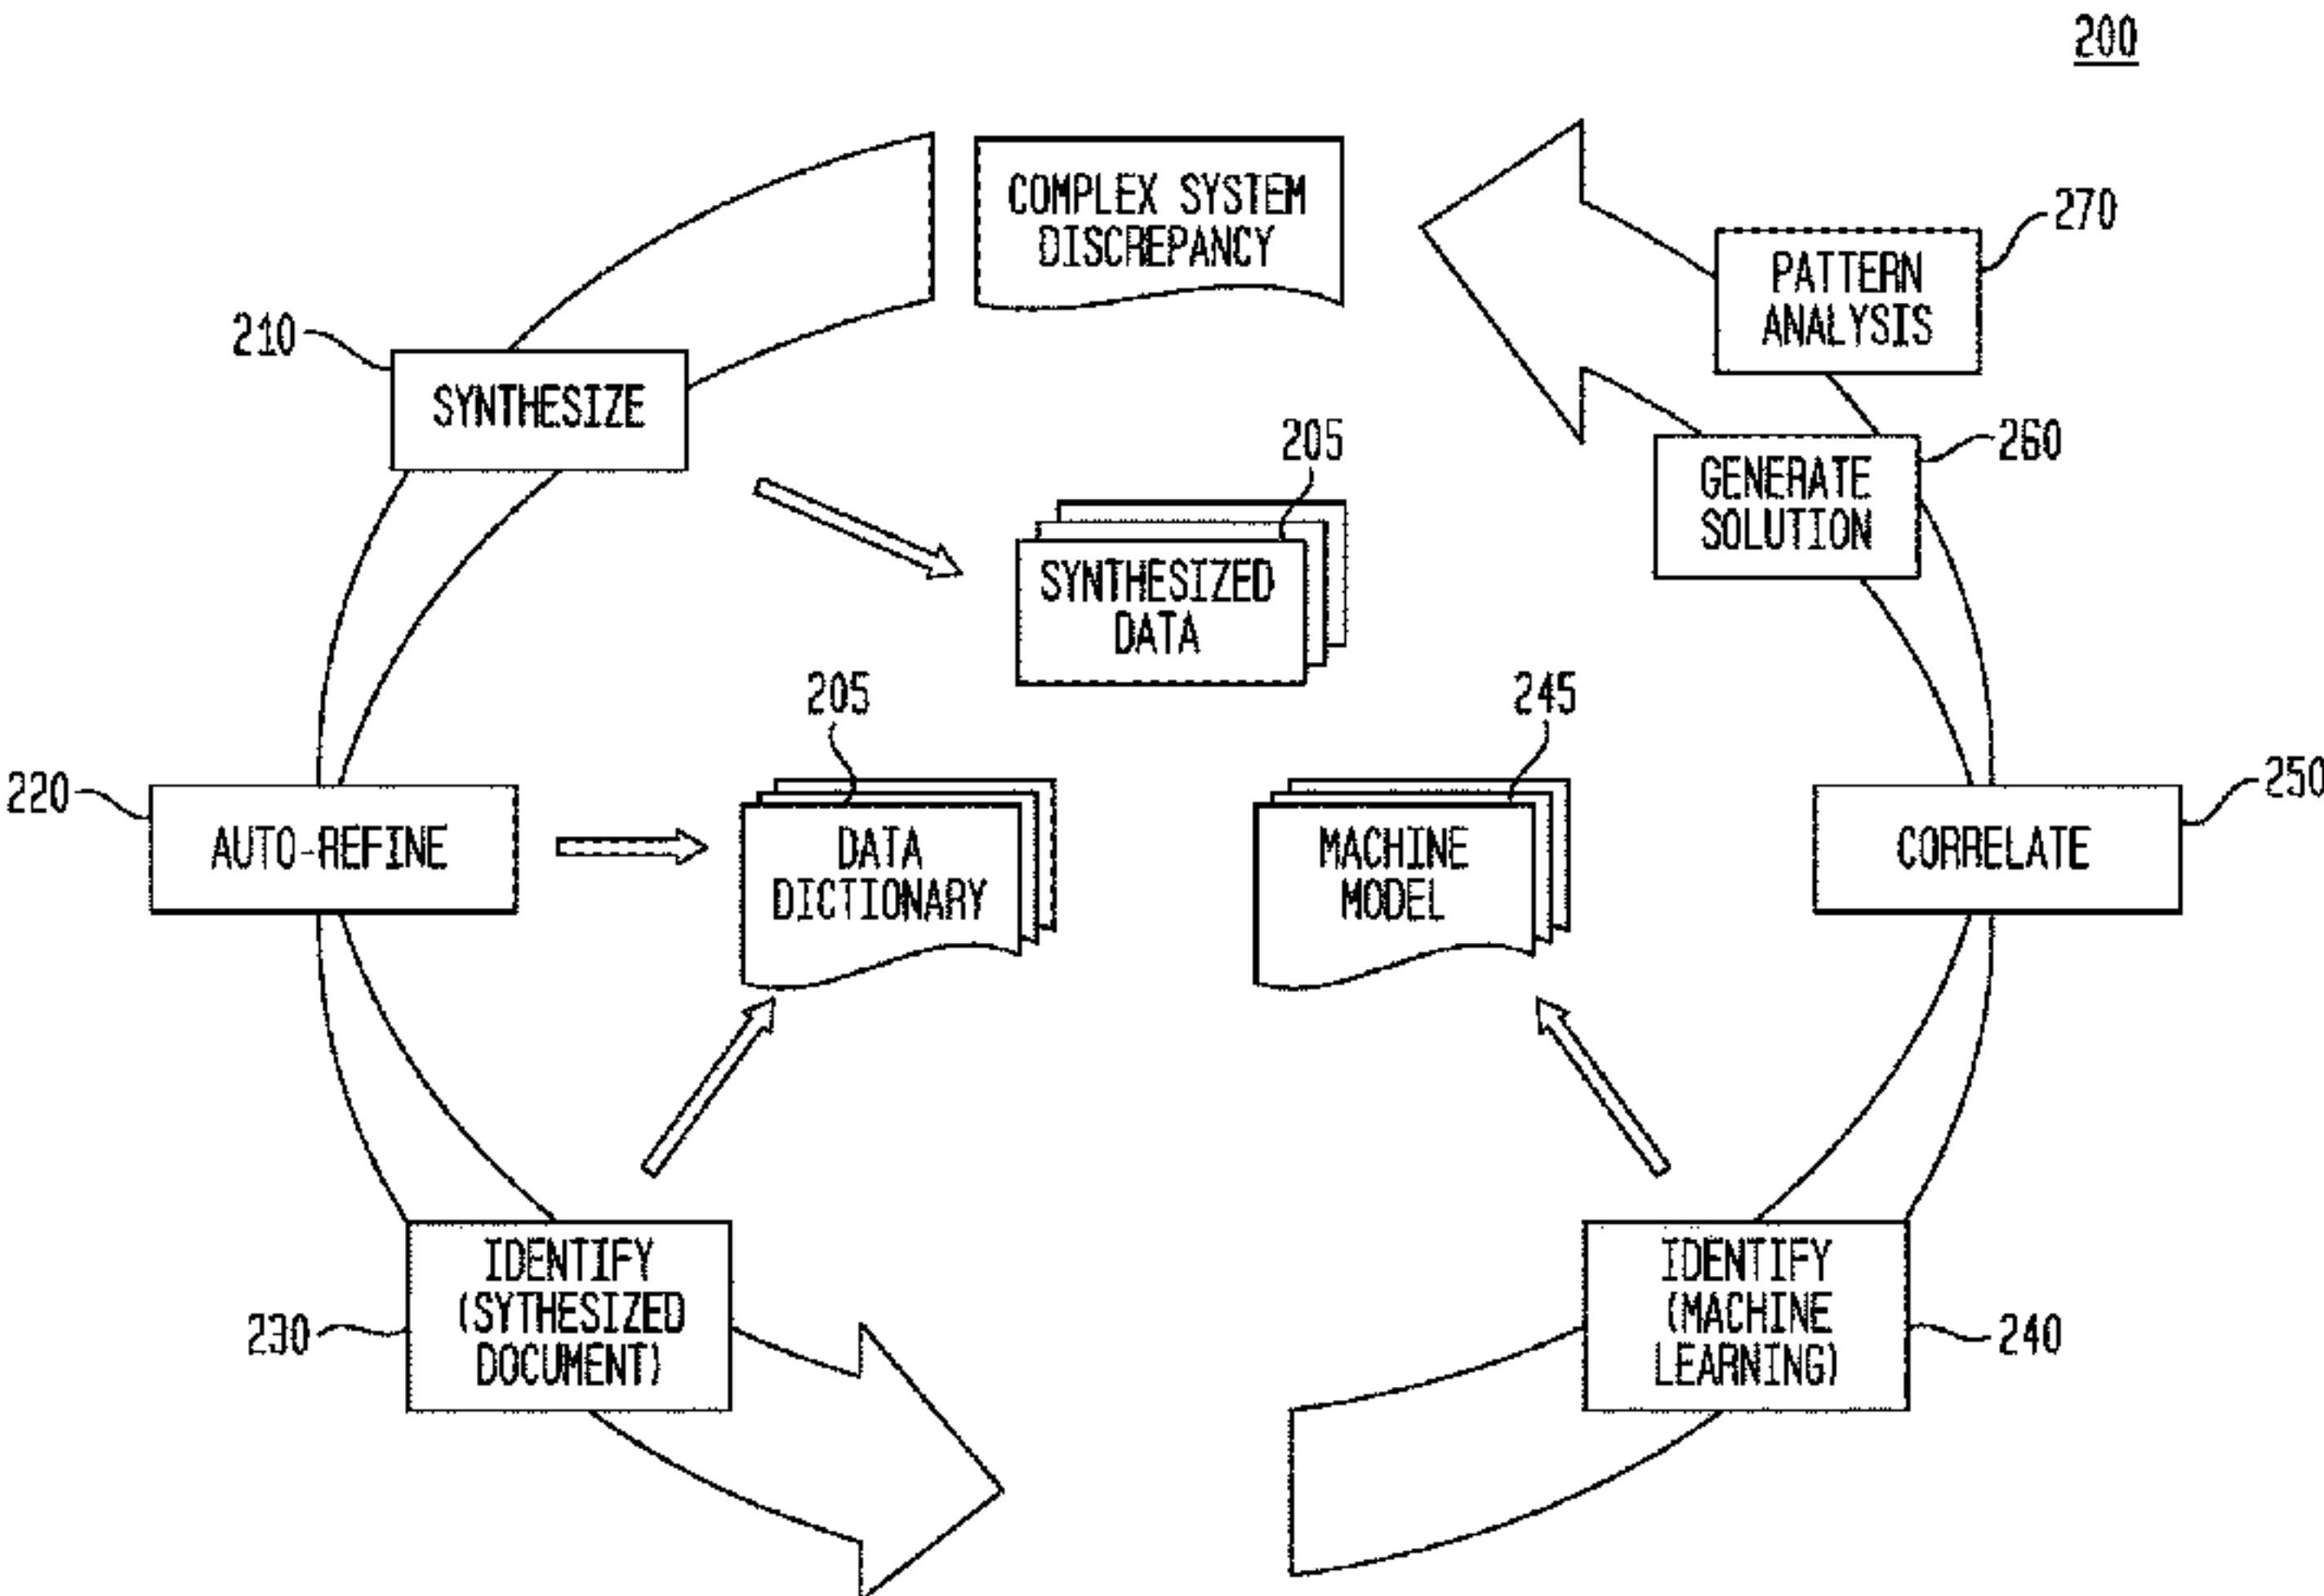 200
COMPLEX SYSTEM
DISCREPANCY
270
PATTERN
ANALYSIS
210
SYNTHESIZE
260
GENERATE
SOLUTION
205
SYNTHESIZED
DATA
205
245
220
AUTO-REFINE
DATA
DICTIONARY
MACHINE
MODEL
250
CORRELATE
230
IDENTIFY
(SYTHESIZED
DOCUMENT)
IDENTIFY
(MACHINE
LEARNING)
240